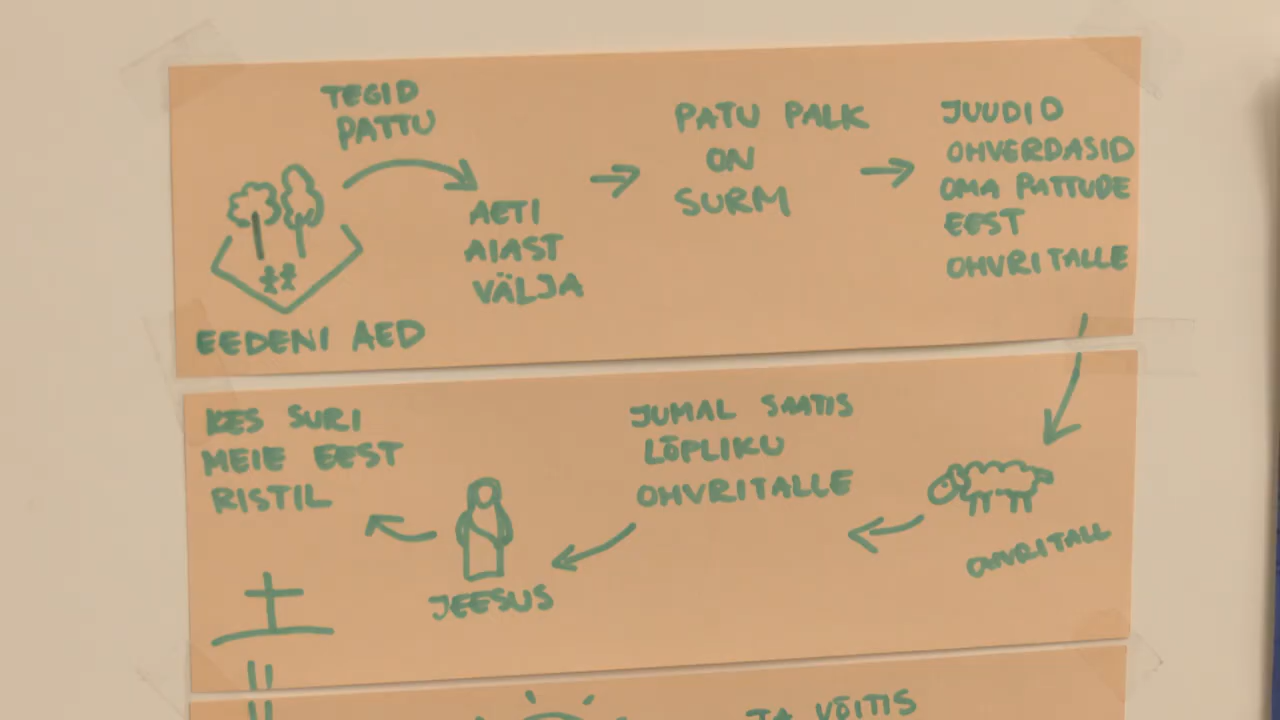 TEGID
PATTU
EEDENI AED
AETI
AIAST
VÄLJA
PATU PALK
ON
SURM
JUUDID
OHVERDASID
OMA PATTUDE
EEST
OHVRITALLE
OHVRITALL
JUMAL SAATIS
LÕPLIKU
OHVRITALLE
JEESUS
KES SURI
MEIE EEST
RISTIL
TA VÕITIS